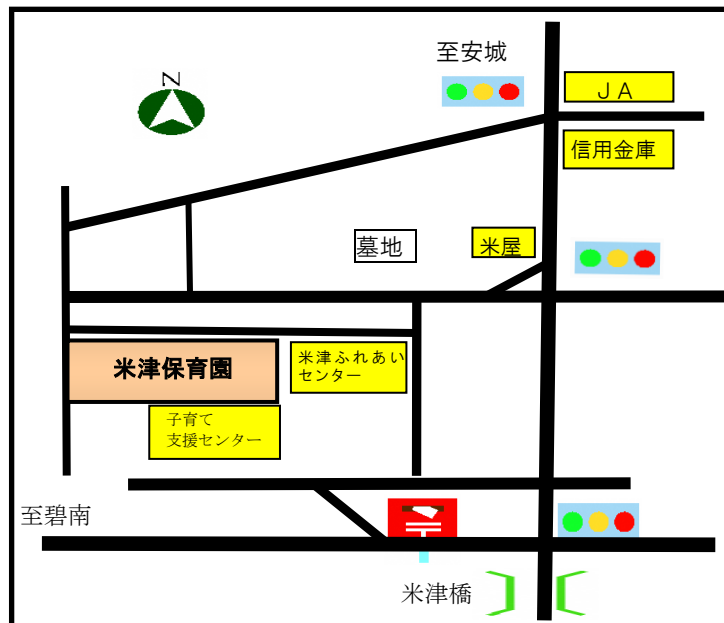 至安城
N
ＪＡ
信用金庫
墓地
米屋
米津保育園
米津ふれあい
センター
子育て
支援センター
至碧南
米津橋